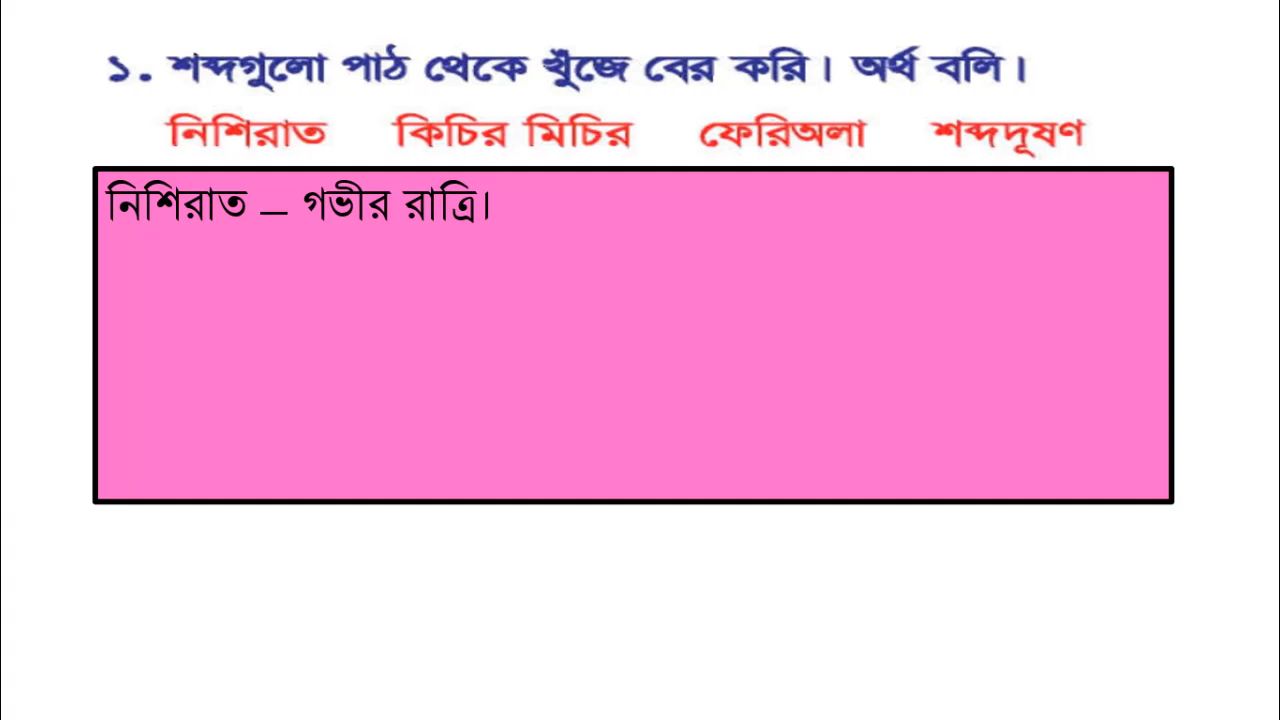 ১. শব্দগুলো পাঠ থেকে খুঁজে বের করি। অর্থ বলি।
নিশিরাত কিচির মিচির ফেরিঅলা শব্দদূষণ
নিশিরাত – গভীর রাত্রি।